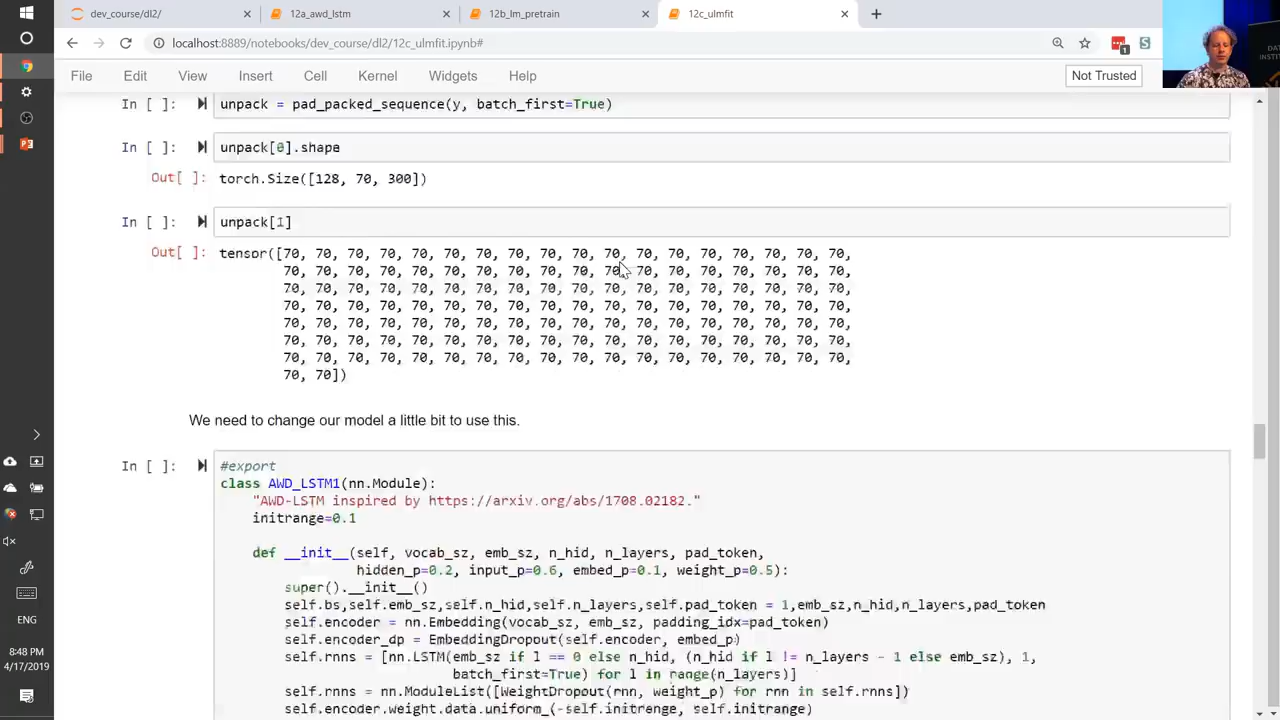 dev_course/dl2/
12a_awd_lstm
12b_lm_pretrain
12c_ulmfit
localhost:8889/notebooks/dev_course/dl2/12c_ulmfit.ipynb#
File Edit View Insert Cell Kernel Widgets Help Not Trusted
In [ ]: unpack = pad_packed_sequence(y, batch_first=True)
In [ ]: unpack[0].shape
Out[ ]: torch.Size([128, 70, 300])
In [ ]: unpack[1]
Out[ ]: tensor([70, 70, 70, 70, 70, 70, 70, 70, 70, 70, 70, 70, 70, 70, 70, 70, 70, 70,
70, 70, 70, 70, 70, 70, 70, 70, 70, 70, 70, 70, 70, 70, 70, 70, 70, 70,
70, 70, 70, 70, 70, 70, 70, 70, 70, 70, 70, 70, 70, 70, 70, 70, 70, 70,
70, 70, 70, 70, 70, 70, 70, 70, 70, 70, 70, 70, 70, 70, 70, 70, 70, 70,
70, 70, 70, 70, 70, 70, 70, 70, 70, 70, 70, 70, 70, 70, 70, 70, 70, 70,
70, 70, 70, 70, 70, 70, 70, 70, 70, 70, 70, 70, 70, 70, 70, 70, 70, 70,
70, 70, 70, 70, 70, 70, 70, 70, 70, 70, 70, 70, 70, 70, 70, 70, 70, 70,
70, 70])
We need to change our model a little bit to use this.
In [ ]: #export
class AWD_LSTM1(nn.Module):
"AWD-LSTM inspired by https://arxiv.org/abs/1708.02182."
initrange=0.1
def __init__(self, vocab_sz, emb_sz, n_hid, n_layers, pad_token,
hidden_p=0.2, input_p=0.6, embed_p=0.1, weight_p=0.5):
super().__init__()
self.bs,self.emb_sz,self.n_hid,self.n_layers,self.pad_token = 1,emb_sz,n_hid,n_layers,pad_token
self.encoder = nn.Embedding(vocab_sz, emb_sz, padding_idx=pad_token)
self.encoder_dp = EmbeddingDropout(self.encoder, embed_p)
self.rnns = [nn.LSTM(emb_sz if l == 0 else n_hid, (n_hid if l != n_layers - 1 else emb_sz), 1,
batch_first=True) for l in range(n_layers)]
self.rnns = nn.ModuleList([WeightDropout(rnn, weight_p) for rnn in self.rnns])
self.encoder.weight.data.uniform_(-self.initrange, self.initrange)
ENG
8:48 PM
4/17/2019